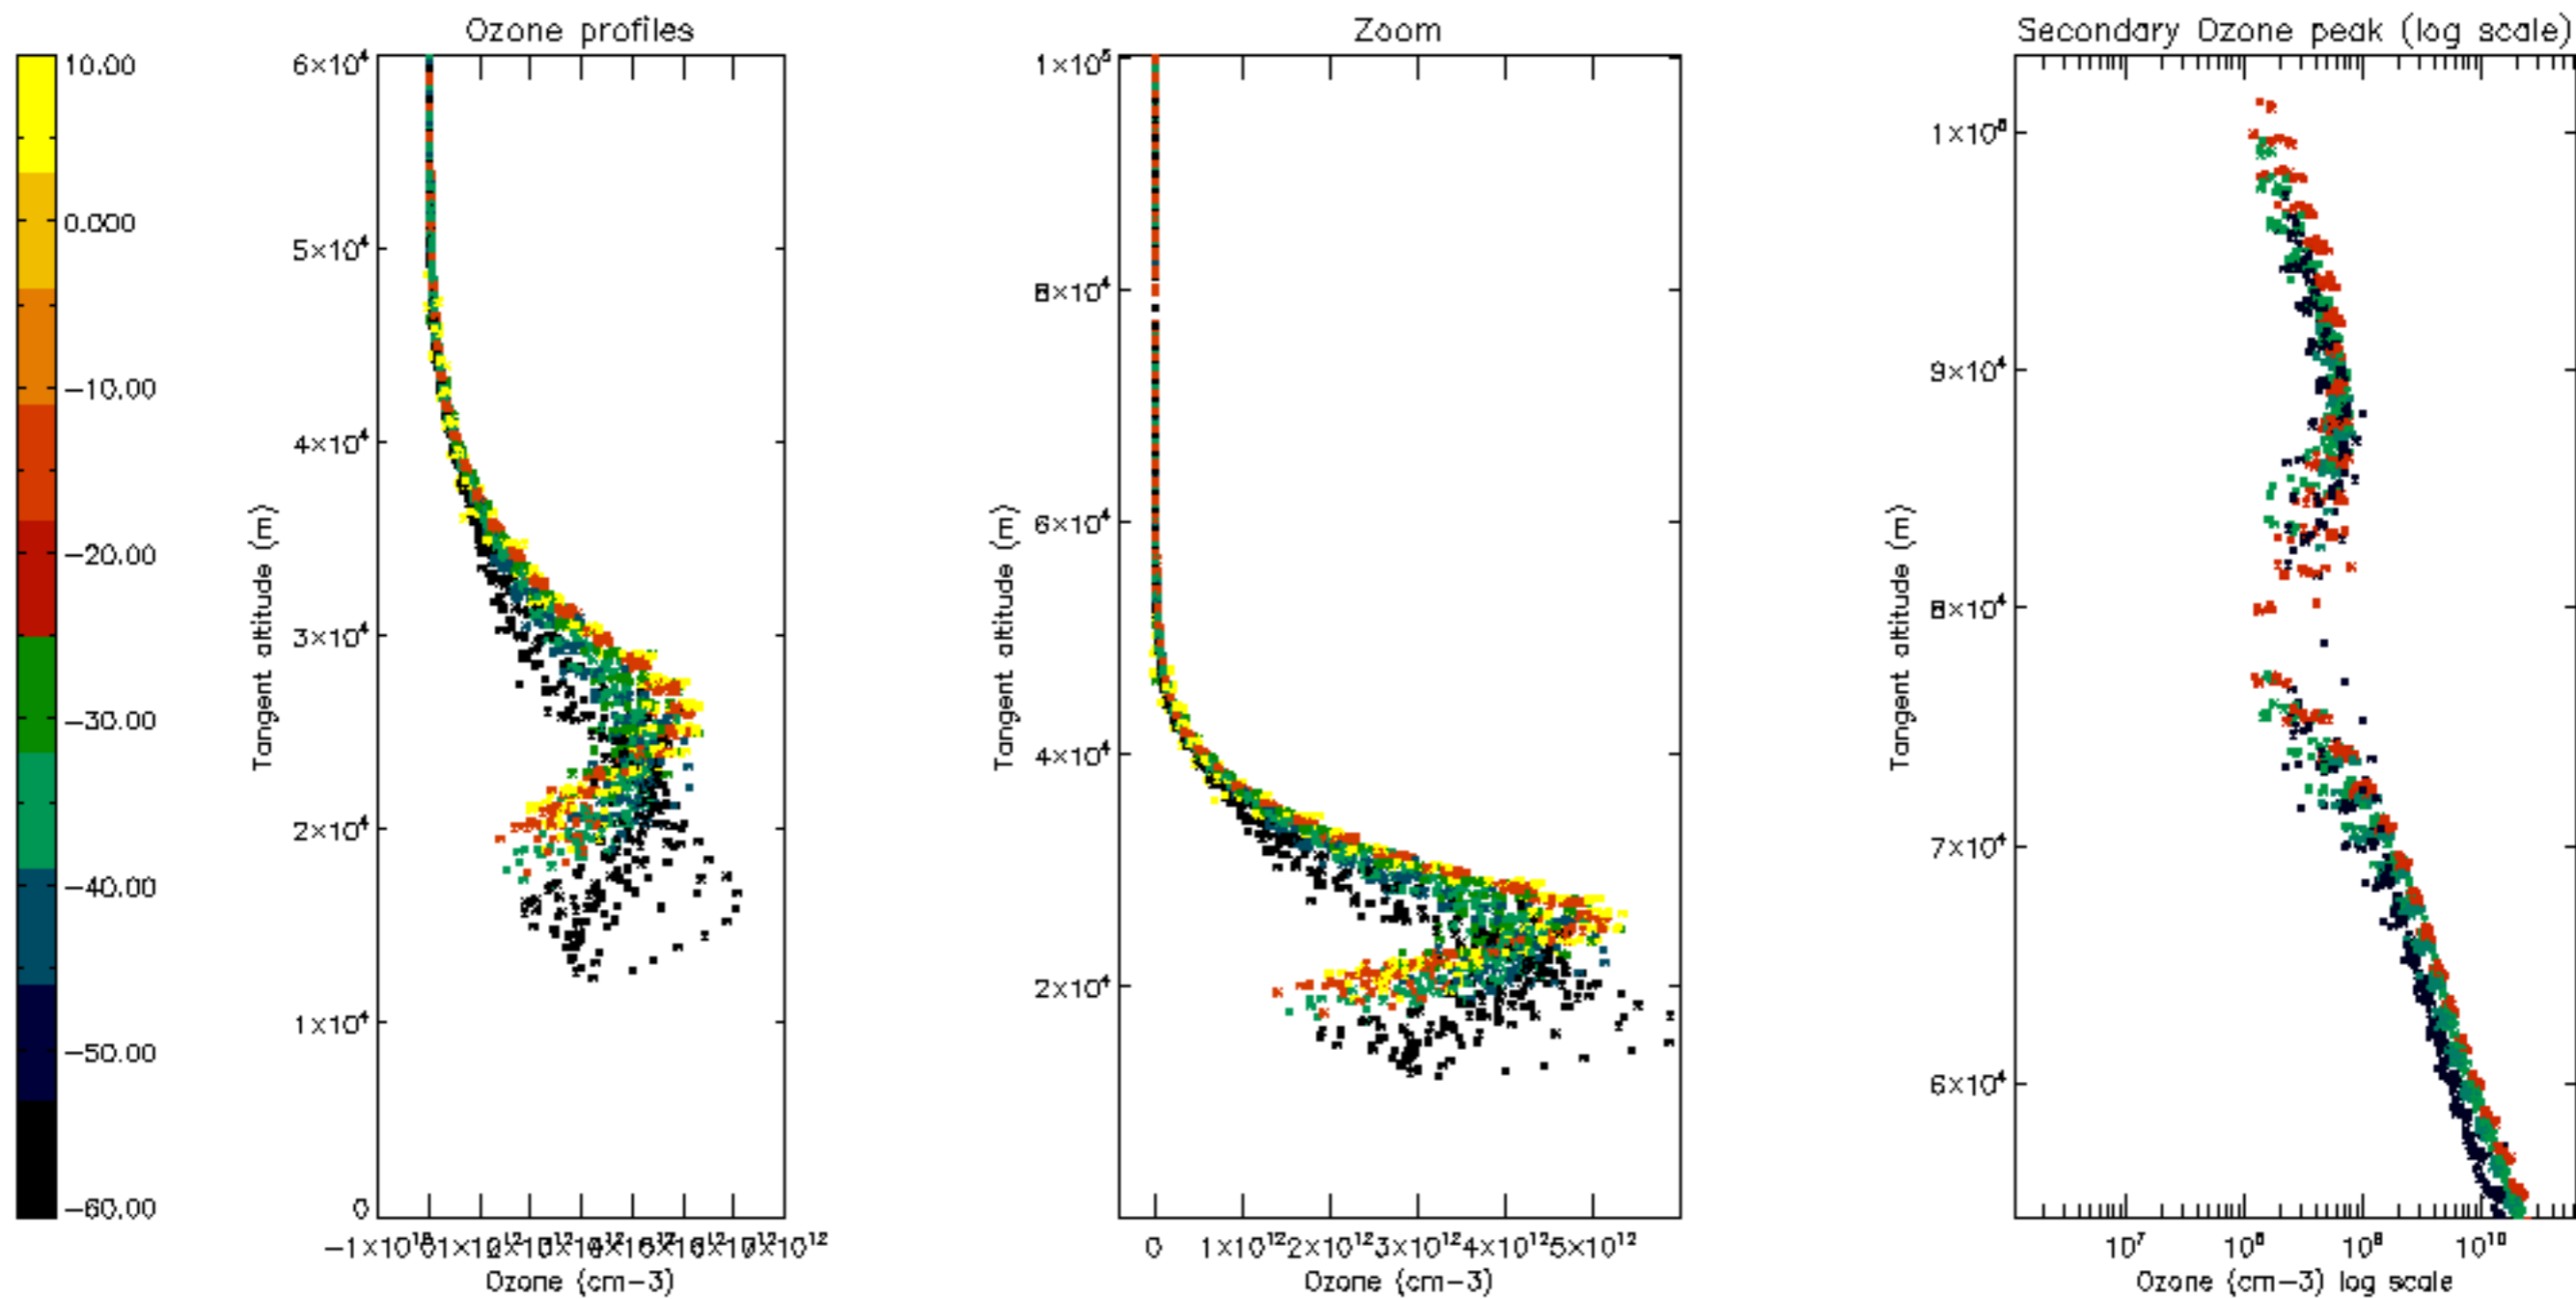 Ozone profiles
Zoom
Secondary Ozone peak (log scale)
10.00
0.000
−10.00
−20.00
−30.00
−40.00
−50.00
−60.00
6×10⁴
5×10⁴
4×10⁴
3×10⁴
2×10⁴
1×10⁴
0
Tangent altitude (m)
Ozone (cm−3)
1×10⁵
8×10⁴
6×10⁴
4×10⁴
2×10⁴
Tangent altitude (m)
0 1×10¹² 2×10¹² 3×10¹² 4×10¹² 5×10¹²
Ozone (cm−3)
9×10⁴
8×10⁴
7×10⁴
6×10⁴
Tangent altitude (m)
10⁷ 10⁸ 10⁹ 10¹⁰
Ozone (cm−3) log scale